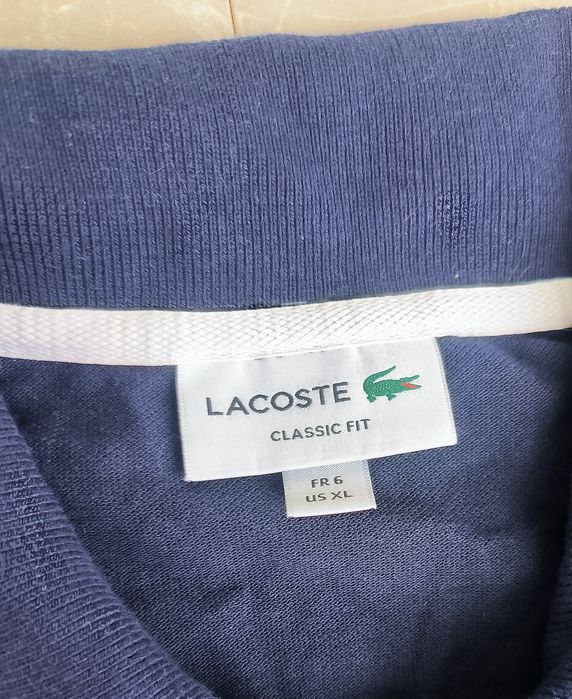 LACOSTE
CLASSIC FIT
FR 6
US XL